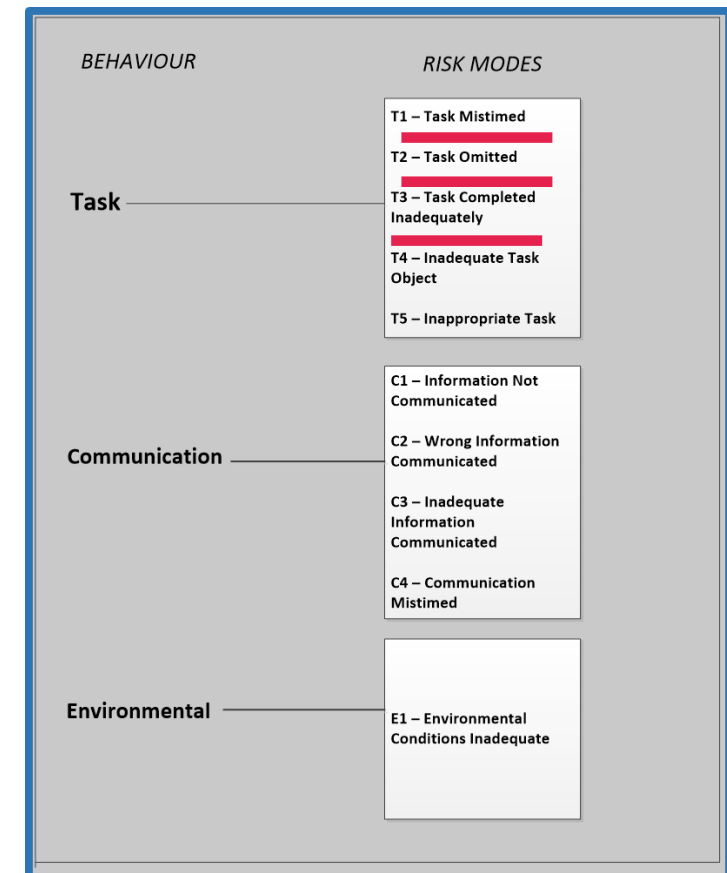 BEHAVIOUR
RISK MODES
Task
T1 – Task Mistimed
T2 – Task Omitted
T3 – Task Completed
Inadequately
T4 – Inadequate Task
Object
T5 – Inappropriate Task
Communication
C1 – Information Not
Communicated
C2 – Wrong Information
Communicated
C3 – Inadequate
Information
Communicated
C4 – Communication
Mistimed
Environmental
E1 – Environmental
Conditions Inadequate